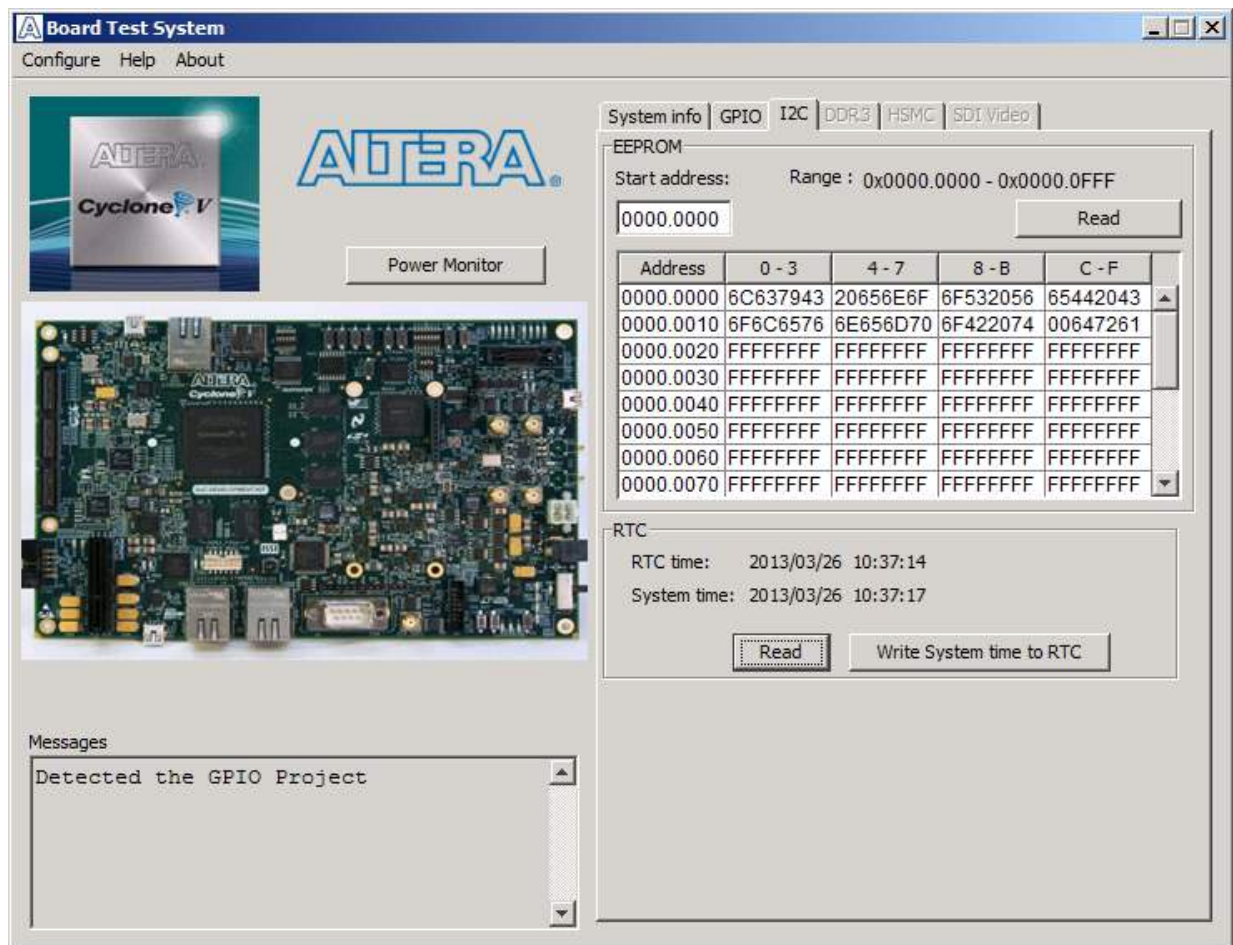 Board Test System
Configure Help About
ALTERA
Cyclone V
ALTERA
Power Monitor
ALTERA
Cyclone V
System info GPIO I2C DDR3 HSMC SDI Video
EEPROM
Start address: Range : 0x0000.0000 - 0x0000.0FFF
0000.0000 Read
Address 0 - 3 4 - 7 8 - B C - F
0000.0000 6C637943 20656E6F 6F532056 65442043
0000.0010 6F6C6576 6E656D70 6F422074 00647261
0000.0020 FFFFFFFF FFFFFFFF FFFFFFFF FFFFFFFF
0000.0030 FFFFFFFF FFFFFFFF FFFFFFFF FFFFFFFF
0000.0040 FFFFFFFF FFFFFFFF FFFFFFFF FFFFFFFF
0000.0050 FFFFFFFF FFFFFFFF FFFFFFFF FFFFFFFF
0000.0060 FFFFFFFF FFFFFFFF FFFFFFFF FFFFFFFF
0000.0070 FFFFFFFF FFFFFFFF FFFFFFFF FFFFFFFF
RTC
RTC time: 2013/03/26 10:37:14
System time: 2013/03/26 10:37:17
Read Write System time to RTC
Messages
Detected the GPIO Project